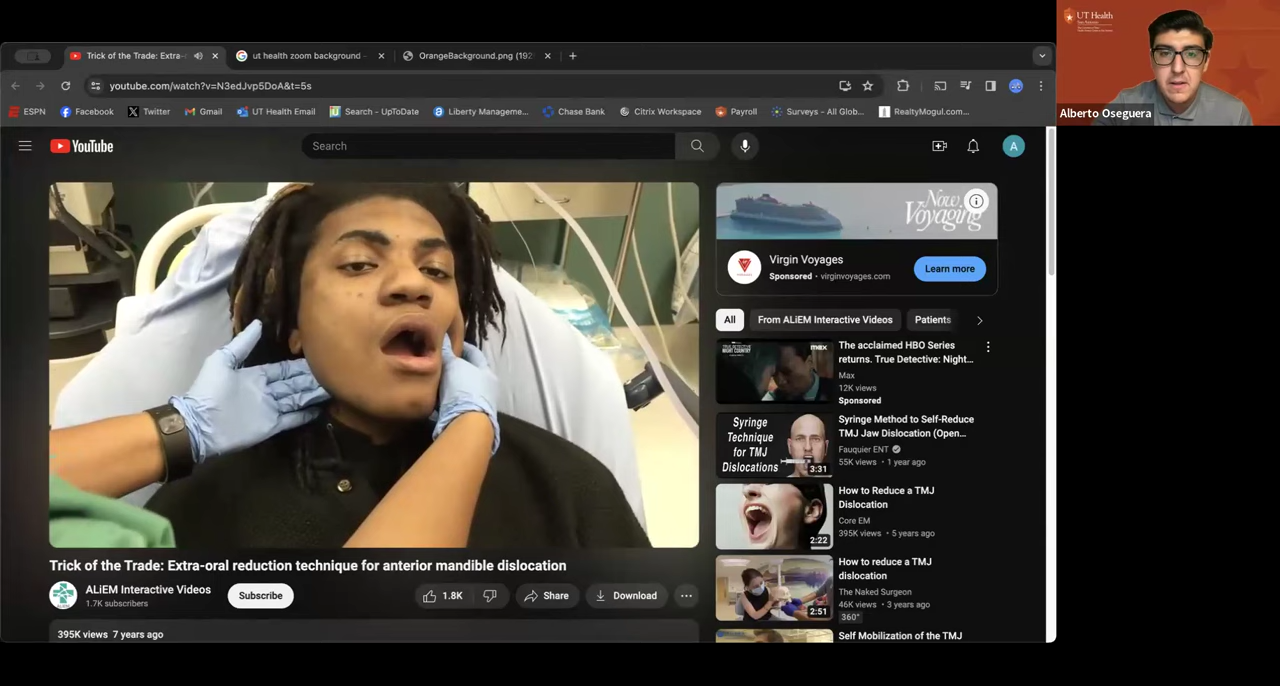 Trick of the Trade: Extra-
ut health zoom background -
OrangeBackground.png (192
youtube.com/watch?v=N3edJvp5DoA&t=5s
ESPN
Facebook
Twitter
Gmail
UT Health Email
Search - UpToDate
Liberty Manageme...
Chase Bank
Citrix Workspace
Payroll
Surveys - All Glob...
RealtyMogul.com...
UT Health
Alberto Oseguera
YouTube
Search
A
Now
Voyaging
Virgin Voyages
Sponsored · virginvoyages.com
Learn more
All
From ALiEM Interactive Videos
Patients
The acclaimed HBO Series
returns. True Detective: Night...
Max
12K views
Sponsored
max
Syringe
Technique
for TMJ
Dislocations
3:31
Syringe Method to Self-Reduce
TMJ Jaw Dislocation (Open...
Fauquier ENT
55K views · 1 year ago
2:22
How to Reduce a TMJ
Dislocation
Core EM
395K views · 5 years ago
2:51
How to reduce a TMJ
dislocation
The Naked Surgeon
46K views · 3 years ago
360°
Self Mobilization of the TMJ
Trick of the Trade: Extra-oral reduction technique for anterior mandible dislocation
ALiEM Interactive Videos
1.7K subscribers
Subscribe
1.8K
Share
Download
395K views 7 years ago